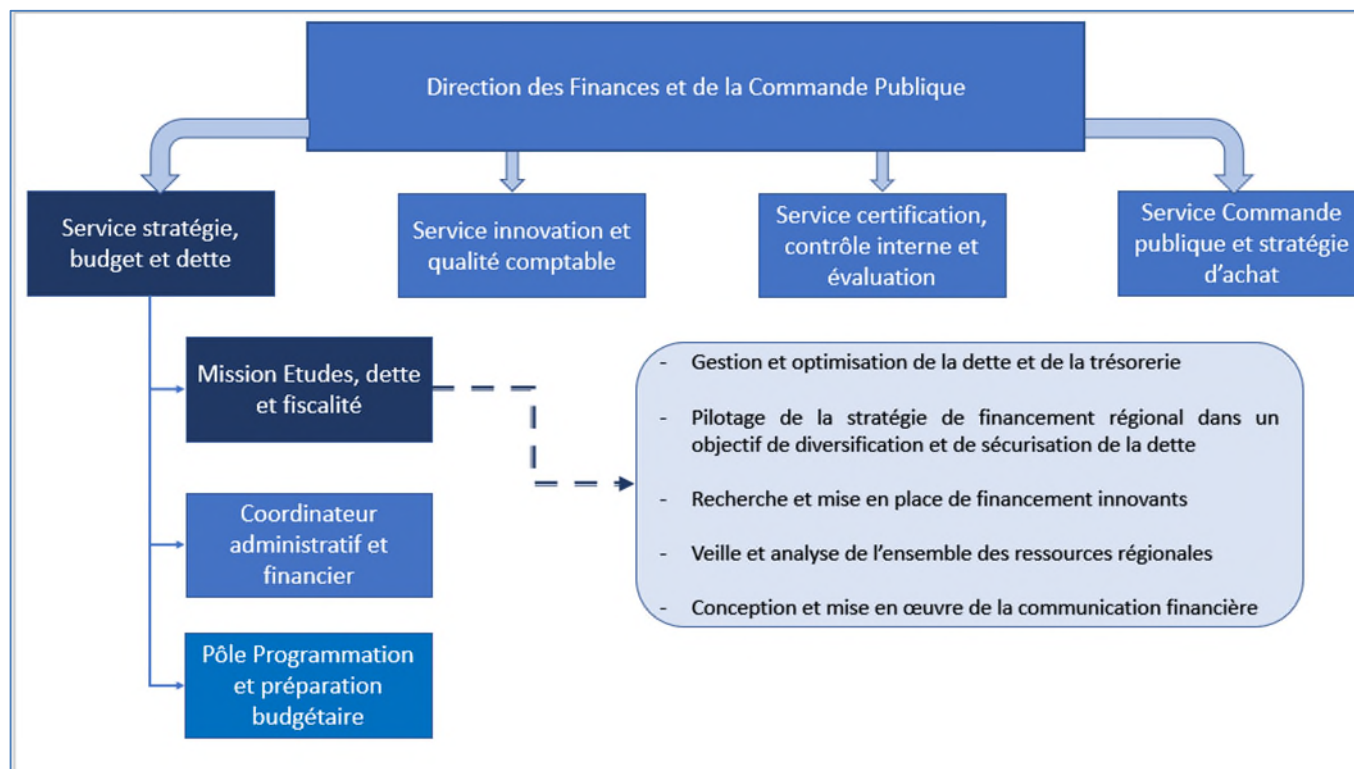 Direction des Finances et de la Commande Publique
Service stratégie,
budget et dette
Service innovation et
qualité comptable
Service certification,
contrôle interne et
évaluation
Service Commande
publique et stratégie
d’achat
Mission Etudes, dette
et fiscalité
Coordinateur
administratif et
financier
Pôle Programmation
et préparation
budgétaire
- Gestion et optimisation de la dette et de la trésorerie
- Pilotage de la stratégie de financement régional dans un
objectif de diversification et de sécurisation de la dette
- Recherche et mise en place de financement innovants
- Veille et analyse de l’ensemble des ressources régionales
- Conception et mise en œuvre de la communication financière